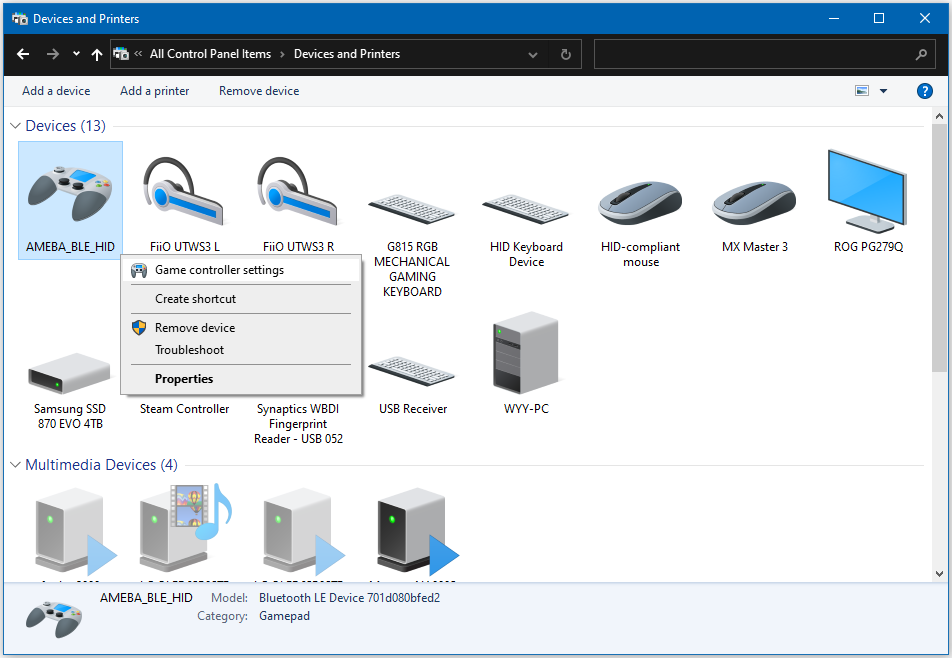 Devices and Printers
All Control Panel Items
Devices and Printers
Add a device
Add a printer
Remove device
Devices (13)
AMEBA_BLE_HID
FiiO UTWS3 L
FiiO UTWS3 R
G815 RGB
MECHANICAL
GAMING
KEYBOARD
HID Keyboard
Device
HID-compliant
mouse
MX Master 3
ROG PG279Q
Game controller settings
Create shortcut
Remove device
Troubleshoot
Properties
Samsung SSD
870 EVO 4TB
Steam Controller
Synaptics WBDI
Fingerprint
Reader - USB 052
USB Receiver
WYY-PC
Multimedia Devices (4)
AMEBA_BLE_HID
Model: Bluetooth LE Device 701d080bfed2
Category: Gamepad